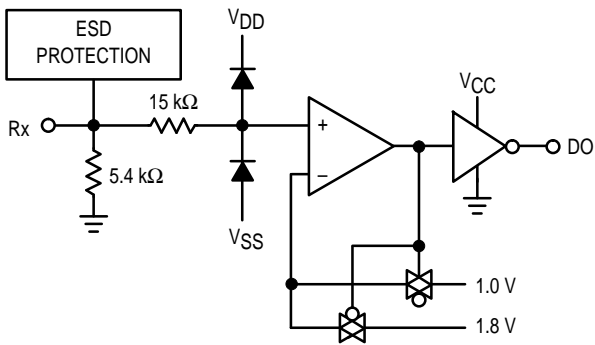 ESD
PROTECTION
VDD
15 kΩ
VCC
Rx
+
DO
5.4 kΩ
−
VSS
1.0 V
1.8 V